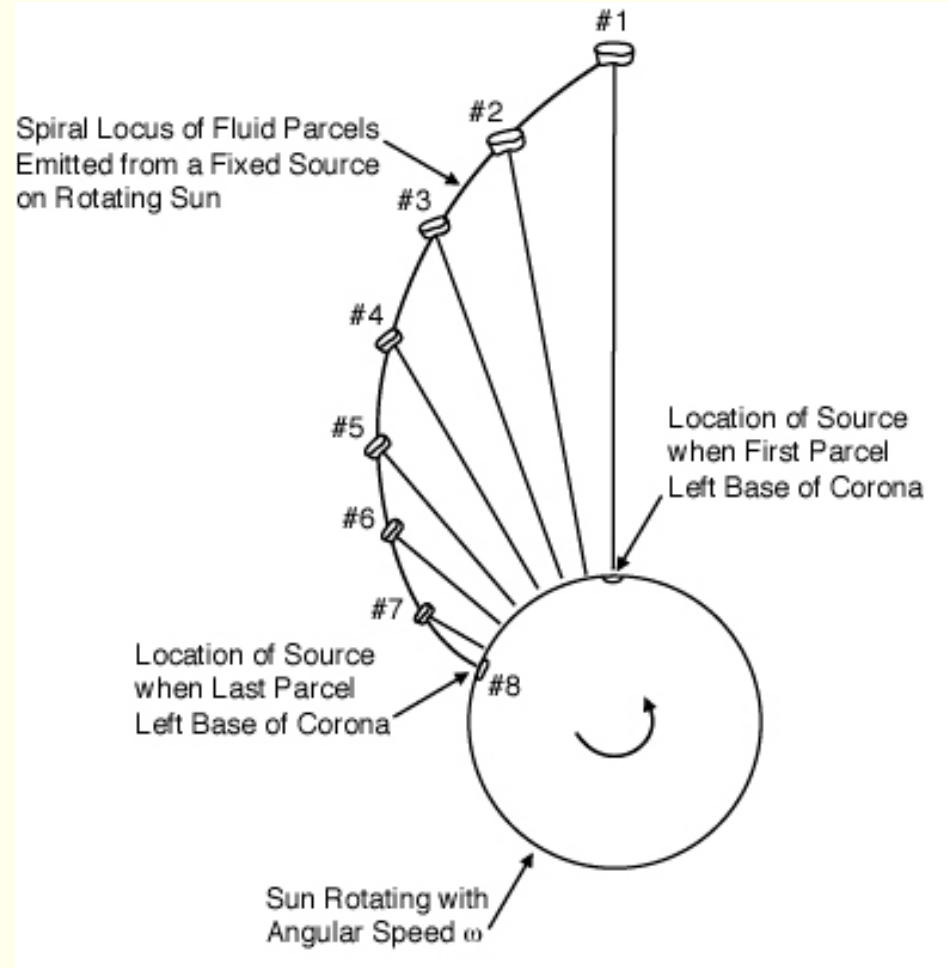 #1
#2
Spiral Locus of Fluid Parcels
Emitted from a Fixed Source
on Rotating Sun
#3
#4
Location of Source
when First Parcel
Left Base of Corona
#5
#6
#7
Location of Source
when Last Parcel
Left Base of Corona
#8
Sun Rotating with
Angular Speed ω